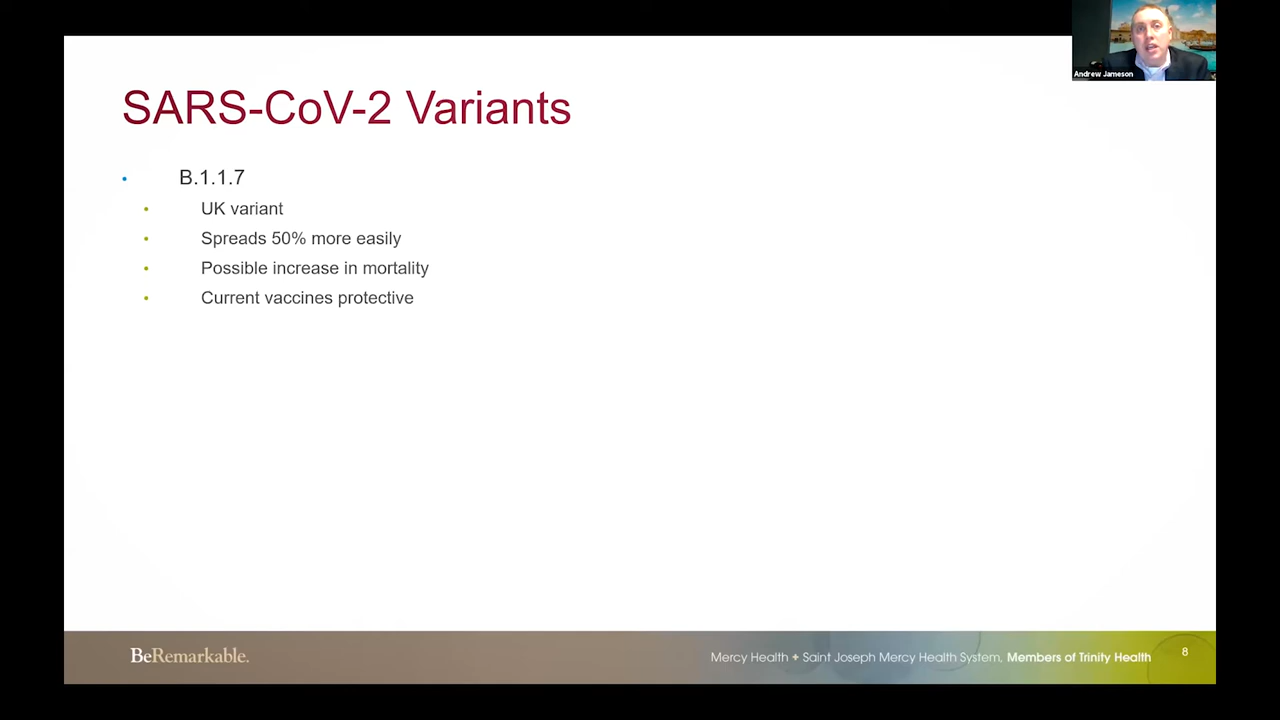 Andrew Jameson
SARS-CoV-2 Variants
• B.1.1.7
• UK variant
• Spreads 50% more easily
• Possible increase in mortality
• Current vaccines protective
BeRemarkable.
Mercy Health ✦ Saint Joseph Mercy Health System, Members of Trinity Health 8